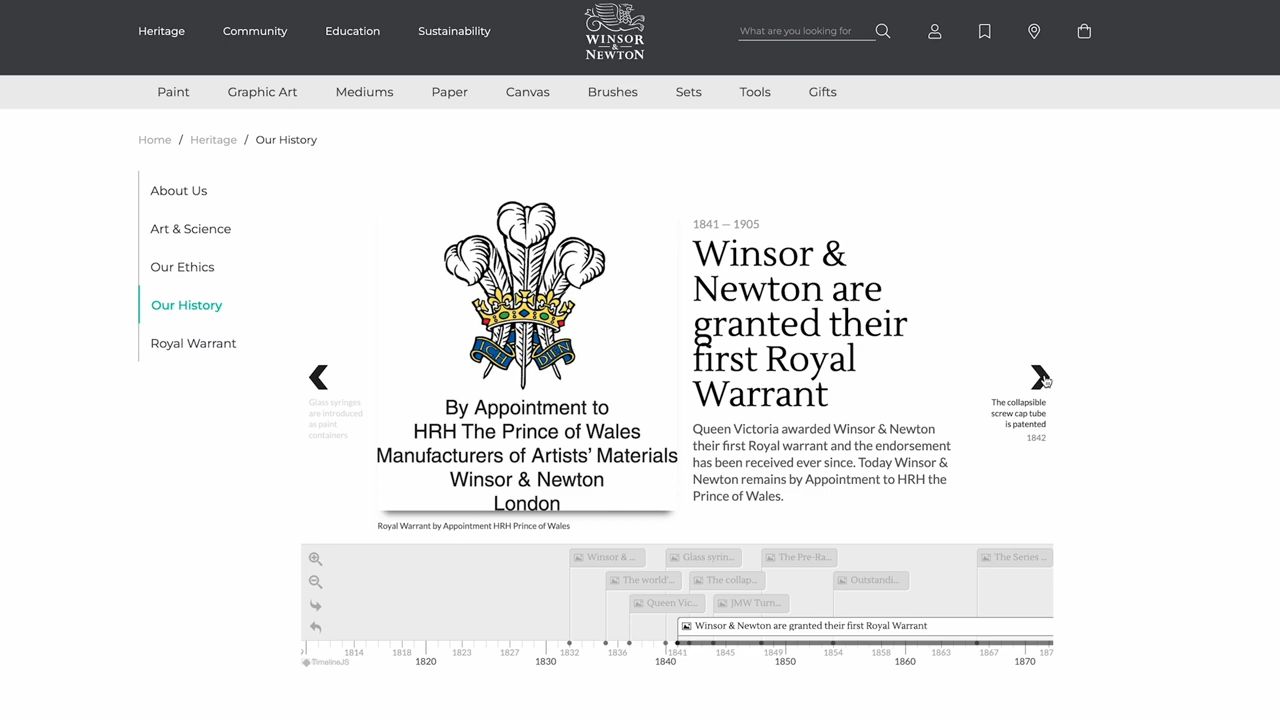 Heritage
Community
Education
Sustainability
WINSOR
&
NEWTON
What are you looking for
Paint
Graphic Art
Mediums
Paper
Canvas
Brushes
Sets
Tools
Gifts
Home / Heritage / Our History
About Us
Art & Science
Our Ethics
Our History
Royal Warrant
Glass syringes
are introduced
as paint
containers
ICH DIEN
By Appointment to
HRH The Prince of Wales
Manufacturers of Artists' Materials
Winsor & Newton
London
Royal Warrant by Appointment HRH Prince of Wales
1841 — 1905
Winsor &
Newton are
granted their
first Royal
Warrant
Queen Victoria awarded Winsor & Newton
their first Royal warrant and the endorsement
has been received ever since. Today Winsor &
Newton remains by Appointment to HRH the
Prince of Wales.
The collapsible
screw cap tube
is patented
1842
Winsor & ...
Glass syrin...
The Pre-Ra...
The Series ...
The world'...
The collap...
Outstandi...
Queen Vic...
JMW Turn...
Winsor & Newton are granted their first Royal Warrant
1814 1818 1823 1827 1832 1836 1841 1845 1849 1854 1858 1863 1867 187
1820 1830 1840 1850 1860 1870
TimelineJS